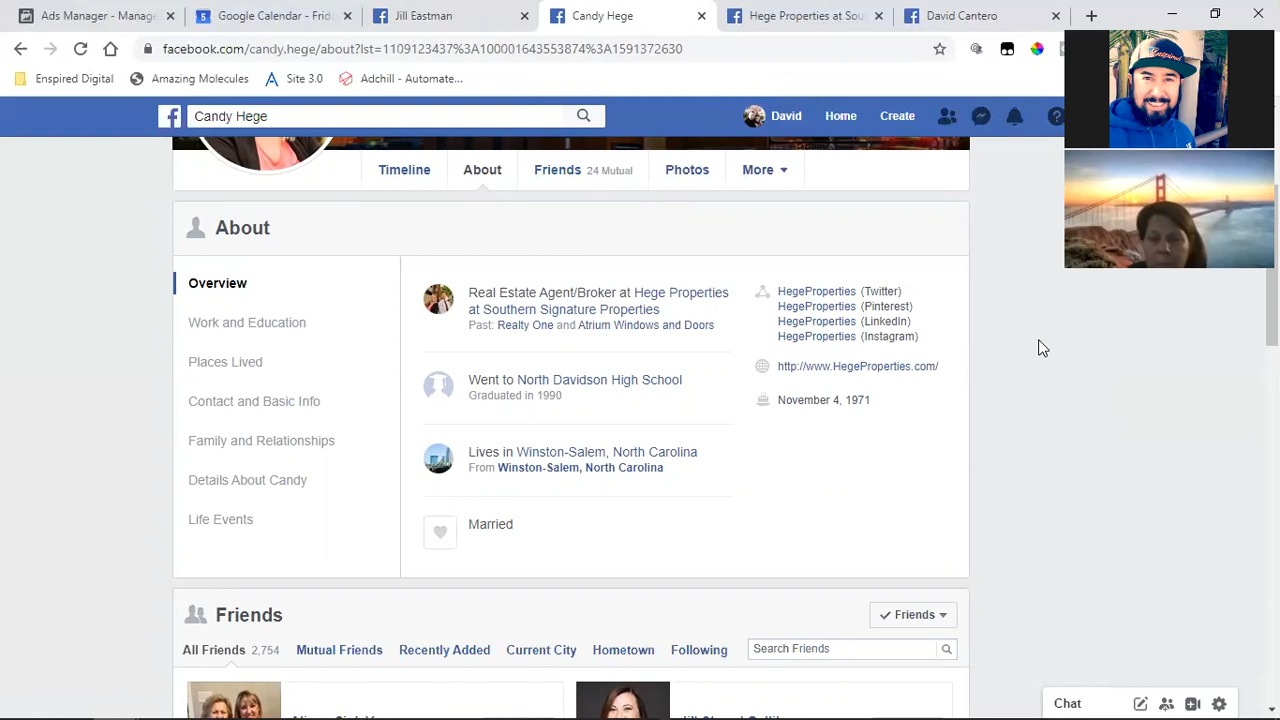 Ads Manager - Manage
Google Calendar - Frid
Jill Eastman
Candy Hege
Hege Properties at Sou
David Cantero
facebook.com/candy.hege/about?lst=1109123437%3A100001643553874%3A1591372630
Enspired Digital
Amazing Molecules
Site 3.0
Adchill - Automate...
Candy Hege
David
Home
Create
Timeline
About
Friends 24 Mutual
Photos
More
About
Overview
Work and Education
Places Lived
Contact and Basic Info
Family and Relationships
Details About Candy
Life Events
Real Estate Agent/Broker at Hege Properties
at Southern Signature Properties
Past: Realty One and Atrium Windows and Doors
Went to North Davidson High School
Graduated in 1990
Lives in Winston-Salem, North Carolina
From Winston-Salem, North Carolina
Married
HegeProperties (Twitter)
HegeProperties (Pinterest)
HegeProperties (LinkedIn)
HegeProperties (Instagram)
http://www.HegeProperties.com/
November 4, 1971
Friends
Friends
All Friends 2,754
Mutual Friends
Recently Added
Current City
Hometown
Following
Search Friends
Chat